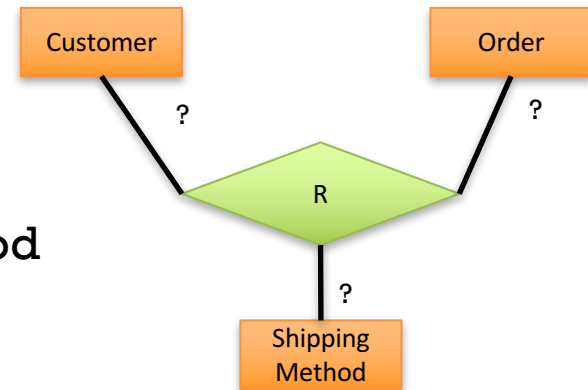 Customer
Order
?
?
R
od
?
Shipping
Method